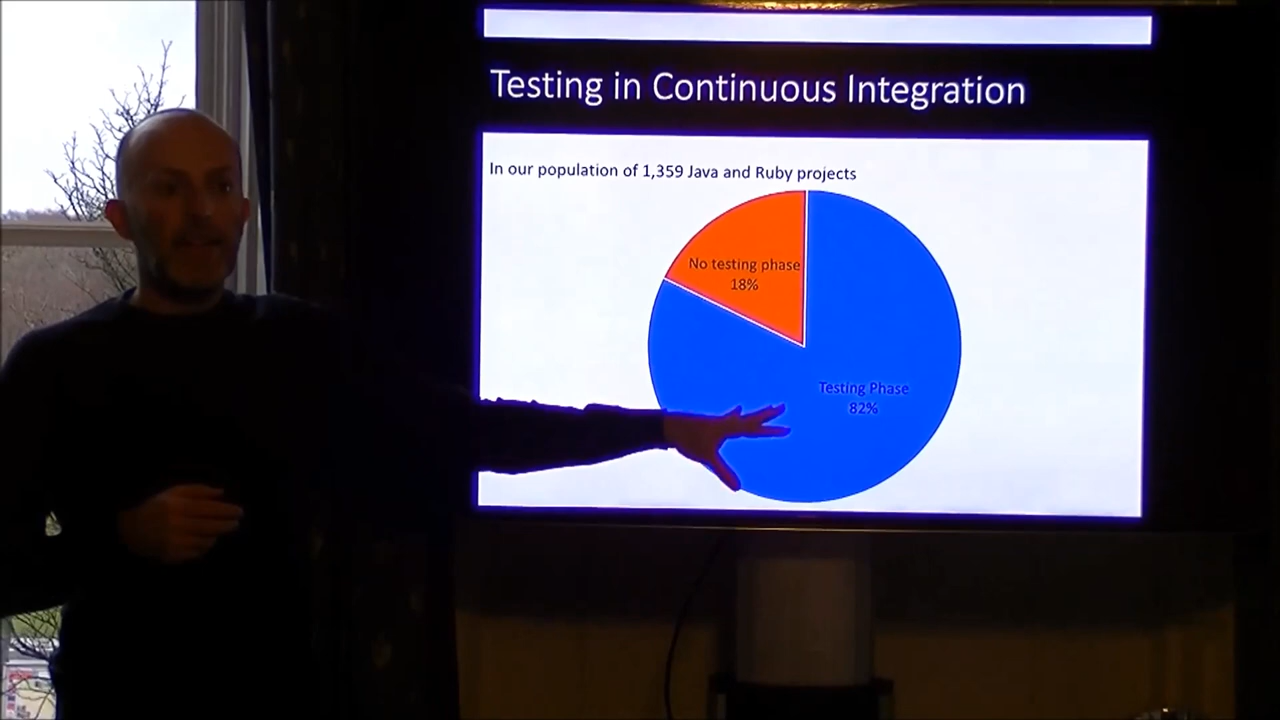 Testing in Continuous Integration
In our population of 1,359 Java and Ruby projects
No testing phase
18%
Testing Phase
82%